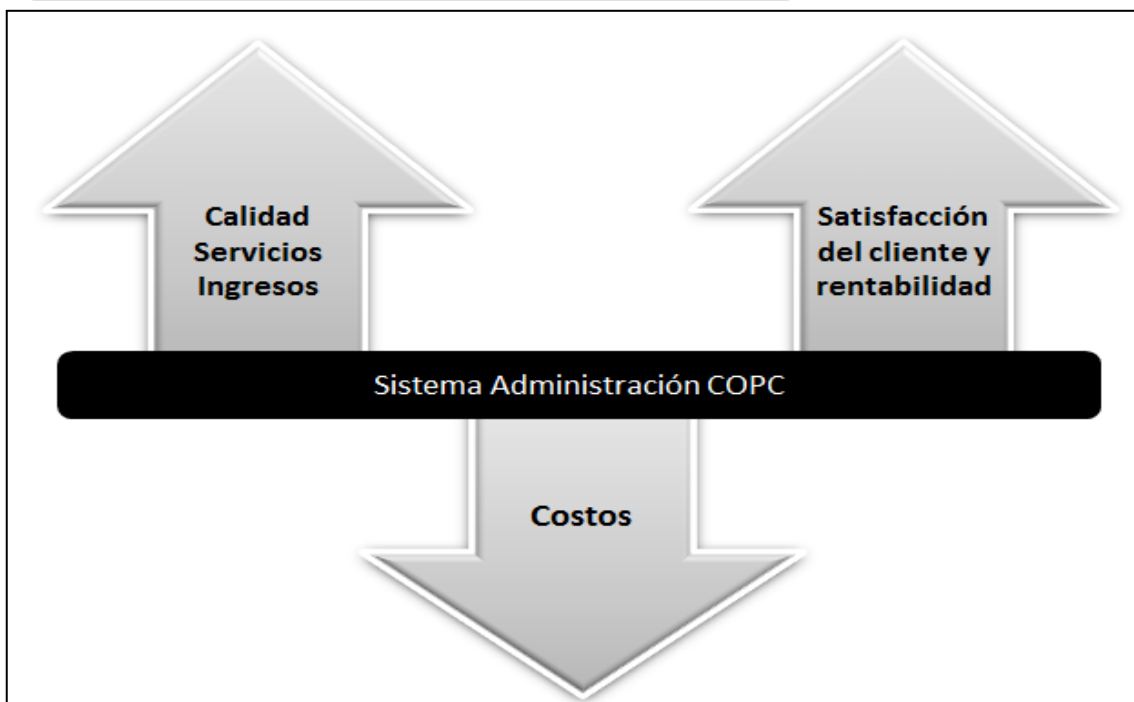 Calidad
Servicios
Ingresos
Satisfacción
del cliente y
rentabilidad
Sistema Administración COPC
Costos